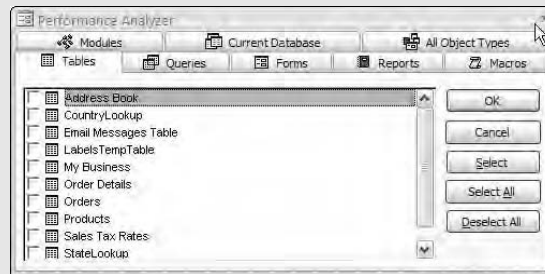 Performance Analyzer
Modules Current Database All Object Types
Tables Queries Forms Reports Macros
Address Book
CountryLookup
Email Messages Table
LabelsTempTable
My Business
Order Details
Orders
Products
Sales Tax Rates
StateLookup
OK
Cancel
Select
Select All
Deselect All